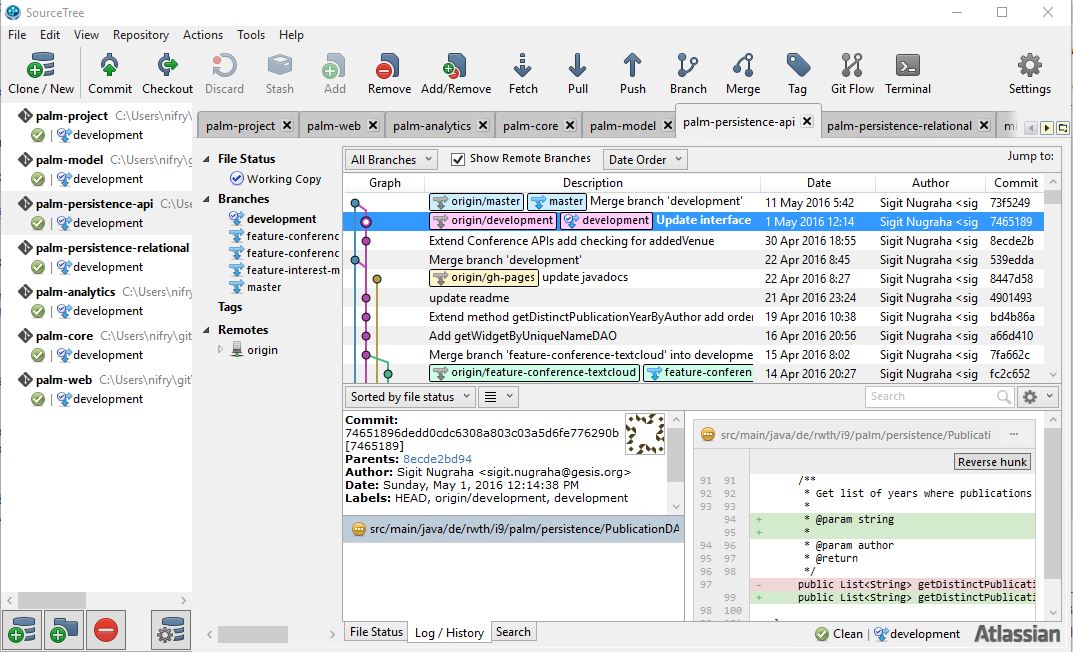 SourceTree
File Edit View Repository Actions Tools Help
Clone / New Commit Checkout Discard Stash Add Remove Add/Remove Fetch Pull Push Branch Merge Tag Git Flow Terminal Settings
palm-project C:\Users\nifry/
development
palm-model C:\Users\nifry\g
development
palm-persistence-api C:\Use
development
palm-persistence-relational
development
palm-analytics C:\Users\nifry
development
palm-core C:\Users\nifry\git
development
palm-web C:\Users\nifry\git\
development
palm-project palm-web palm-analytics palm-core palm-model palm-persistence-api palm-persistence-relational
File Status
Working Copy
Branches
development
feature-conferenc
feature-conferenc
feature-interest-m
master
Tags
Remotes
origin
All Branches Show Remote Branches Date Order Jump to:
Graph Description Date Author Commit
origin/master master Merge branch 'development' 11 May 2016 5:42 Sigit Nugraha <sig 73f5249
origin/development development Update interface 1 May 2016 12:14 Sigit Nugraha <sig 7465189
Extend Conference APIs add checking for addedVenue 30 Apr 2016 18:55 Sigit Nugraha <sig 8ecde2b
Merge branch 'development' 22 Apr 2016 8:45 Sigit Nugraha <sig 539edda
origin/gh-pages update javadocs 22 Apr 2016 8:27 Sigit Nugraha <sig 8447d58
update readme 21 Apr 2016 23:24 Sigit Nugraha <sig 4901493
Extend method getDistinctPublicationYearByAuthor add order 19 Apr 2016 10:38 Sigit Nugraha <sig bd4b86a
Add getWidgetByUniqueNameDAO 16 Apr 2016 20:56 Sigit Nugraha <sig a66d410
Merge branch 'feature-conference-textcloud' into developme 15 Apr 2016 8:02 Sigit Nugraha <sig 7fa662c
origin/feature-conference-textcloud feature-conferen 14 Apr 2016 20:27 Sigit Nugraha <sig fc2c652
Sorted by file status Search
Commit:
74651896dedd0cdc6308a803c03a5d6fe776290b
[7465189]
Parents: 8ecde2bd94
Author: Sigit Nugraha <sigit.nugraha@gesis.org>
Date: Sunday, May 1, 2016 12:14:38 PM
Labels: HEAD, origin/development, development
src/main/java/de/rwth/i9/palm/persistence/PublicationDA
src/main/java/de/rwth/i9/palm/persistence/Publicati ...
Reverse hunk
91 91 /**
92 92 * Get list of years where publications
93 93 *
94 + * @param string
95 + *
94 96 * @param author
95 97 * @return
96 98 */
97 - public List<String> getDistinctPublicati
99 + public List<String> getDistinctPublicati
98 100
File Status Log / History Search
Clean development Atlassian